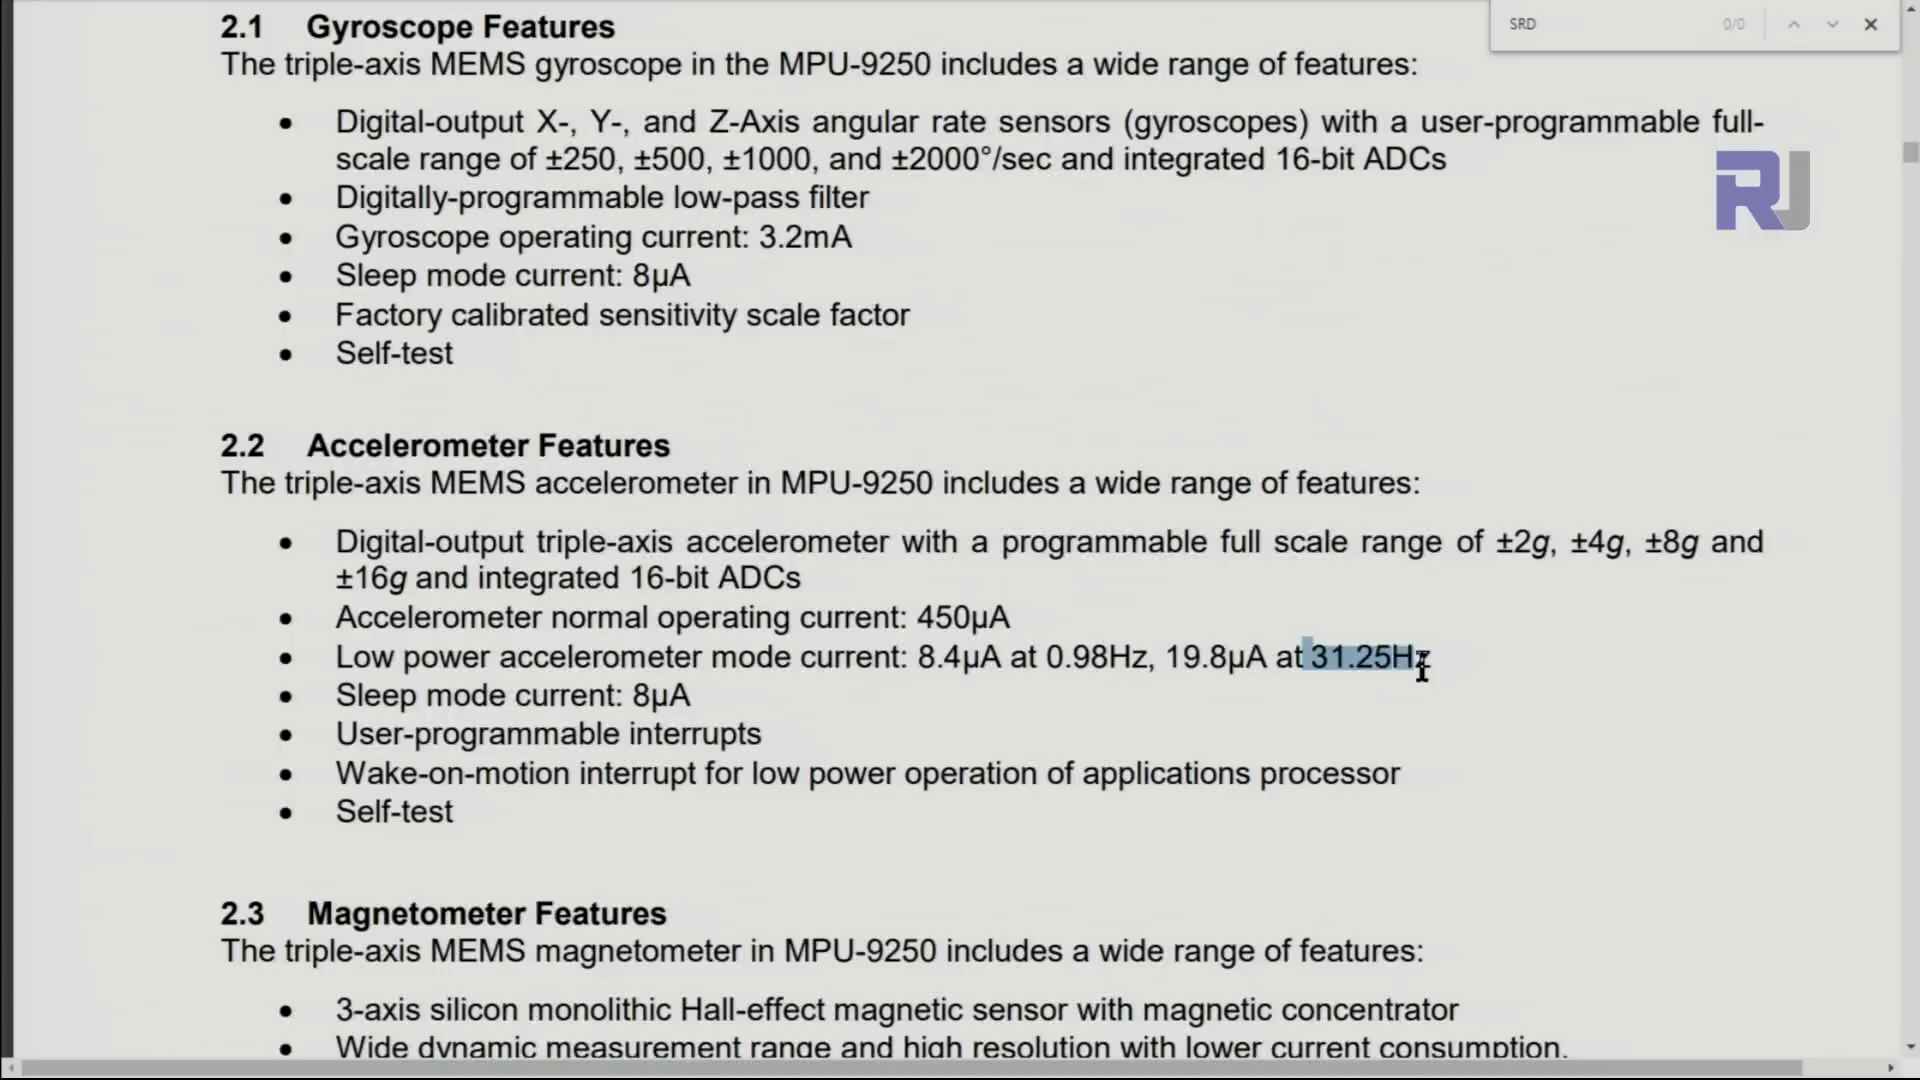 SRD 0/0
2.1 Gyroscope Features
The triple-axis MEMS gyroscope in the MPU-9250 includes a wide range of features:
• Digital-output X-, Y-, and Z-Axis angular rate sensors (gyroscopes) with a user-programmable full-
scale range of ±250, ±500, ±1000, and ±2000°/sec and integrated 16-bit ADCs
• Digitally-programmable low-pass filter
• Gyroscope operating current: 3.2mA
• Sleep mode current: 8µA
• Factory calibrated sensitivity scale factor
• Self-test
RJ
2.2 Accelerometer Features
The triple-axis MEMS accelerometer in MPU-9250 includes a wide range of features:
• Digital-output triple-axis accelerometer with a programmable full scale range of ±2g, ±4g, ±8g and
±16g and integrated 16-bit ADCs
• Accelerometer normal operating current: 450µA
• Low power accelerometer mode current: 8.4µA at 0.98Hz, 19.8µA at 31.25Hz
• Sleep mode current: 8µA
• User-programmable interrupts
• Wake-on-motion interrupt for low power operation of applications processor
• Self-test
2.3 Magnetometer Features
The triple-axis MEMS magnetometer in MPU-9250 includes a wide range of features:
• 3-axis silicon monolithic Hall-effect magnetic sensor with magnetic concentrator
• Wide dynamic measurement range and high resolution with lower current consumption.